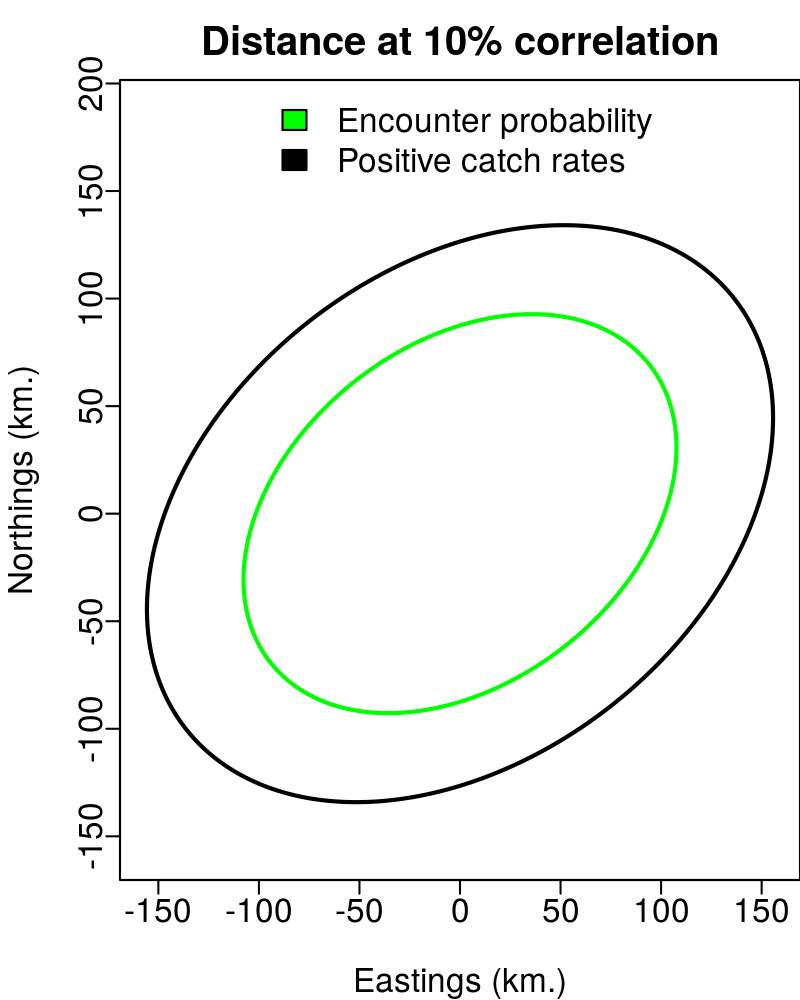 Distance at 10% correlation
Encounter probability
Positive catch rates
200
150
100
50
0
-50
-100
-150
Northings (km.)
-150 -100 -50 0 50 100 150
Eastings (km.)